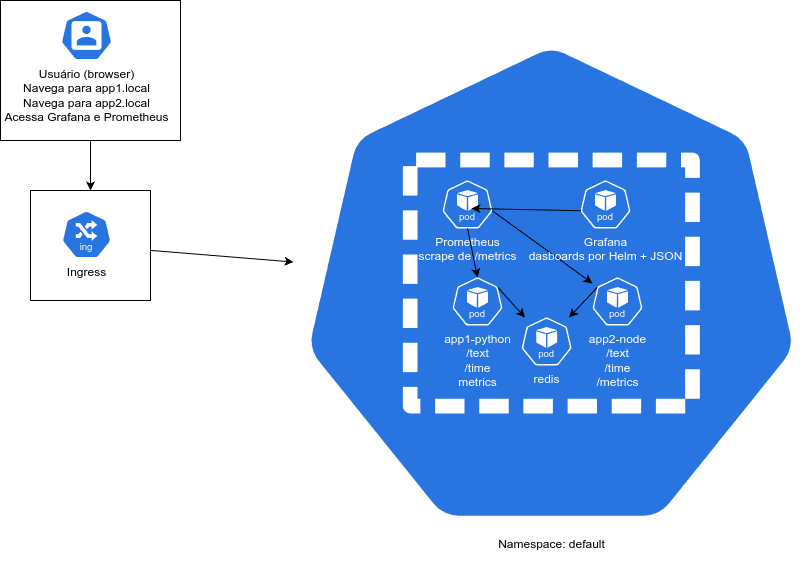 Usuário (browser)
Navega para app1.local
Navega para app2.local
Acessa Grafana e Prometheus
ing
Ingress
pod
Prometheus
scrape de /metrics
pod
Grafana
dasboards por Helm + JSON
pod
app1-python
/text
/time
metrics
pod
redis
pod
app2-node
/text
/time
/metrics
Namespace: default